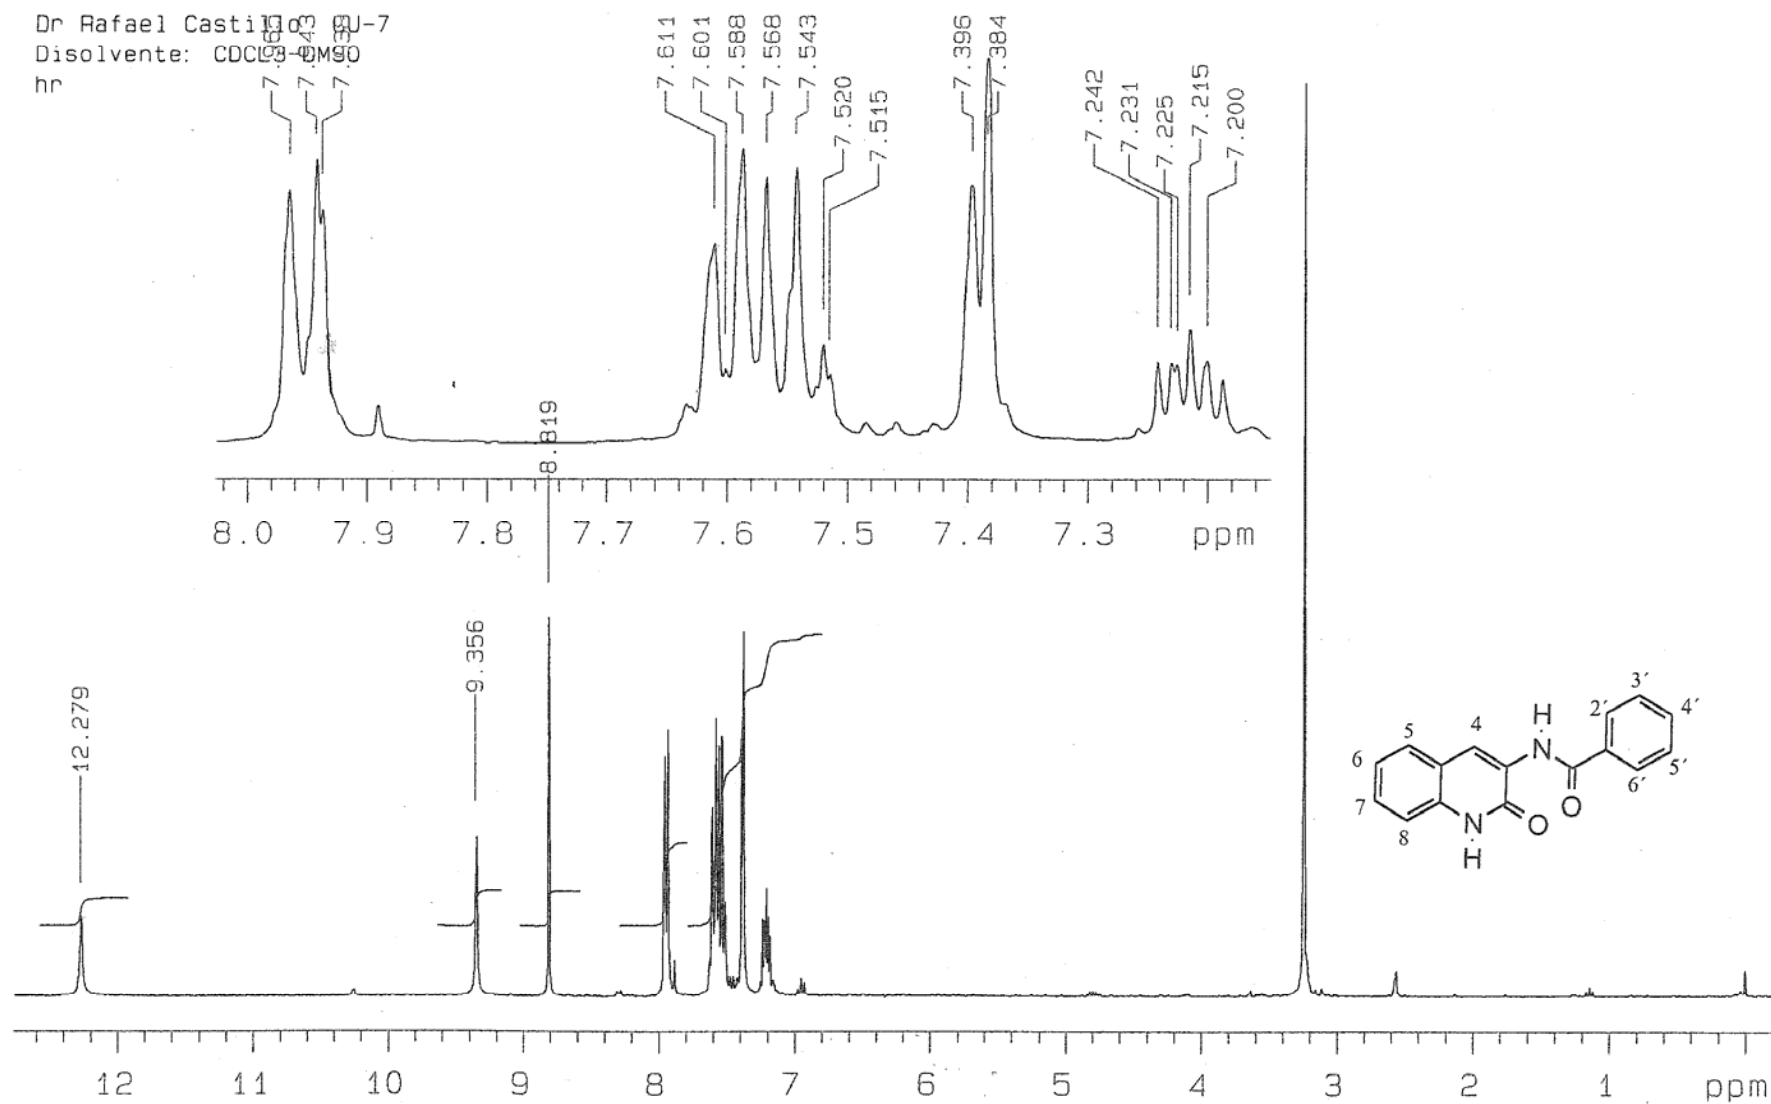 Dr Rafael Castillo
Disolvente: CDCL3-DMSO
hr
7.943
7.611
7.601
7.588
7.568
7.543
7.520
7.515
7.396
7.384
7.242
7.231
7.225
7.215
7.200
8.0 7.9 7.8 7.7 7.6 7.5 7.4 7.3 ppm
8.819
9.356
12.279
3´
H 2´ 4´
5 4 N
6 5´
6´
7 O
8 N O
H
12 11 10 9 8 7 6 5 4 3 2 1 ppm